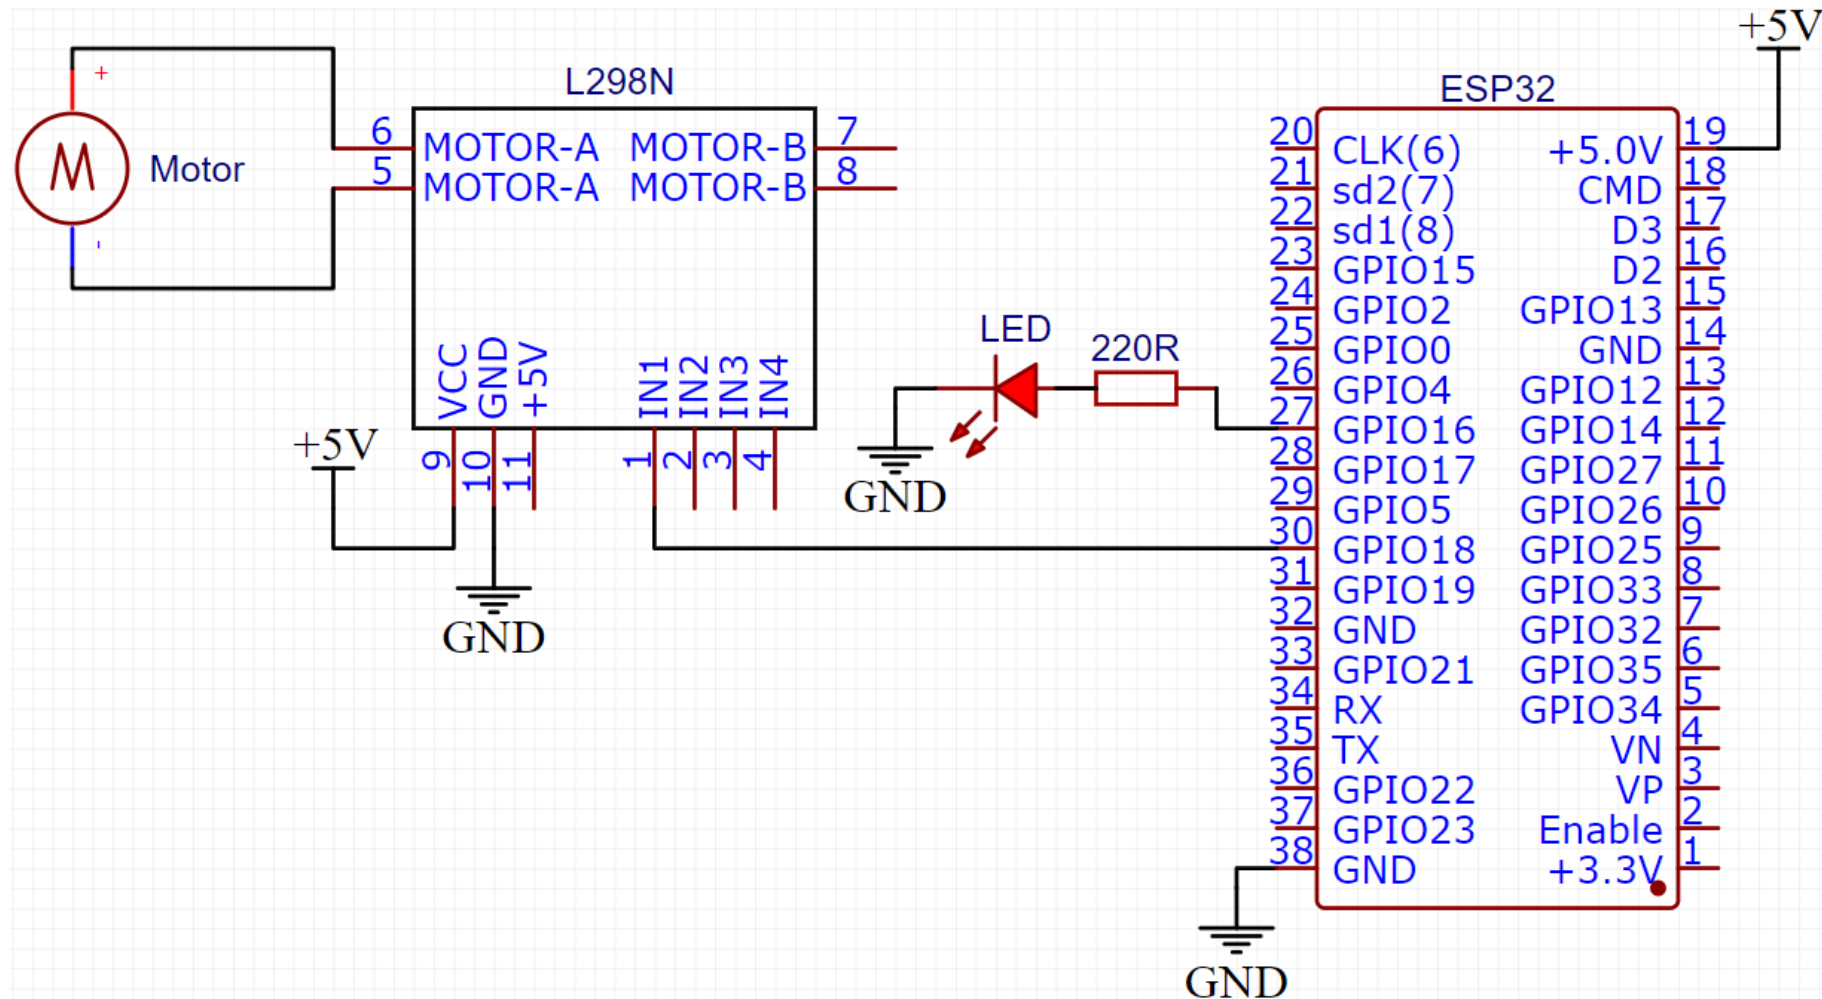 +5V
L298N
ESP32
+
M
Motor
-
6 MOTOR-A MOTOR-B 7
5 MOTOR-A MOTOR-B 8
VCC GND +5V IN1 IN2 IN3 IN4
9 10 11 1 2 3 4
+5V
GND
LED
220R
GND
20 CLK(6) +5.0V 19
21 sd2(7) CMD 18
22 sd1(8) D3 17
23 GPIO15 D2 16
24 GPIO2 GPIO13 15
25 GPIO0 GND 14
26 GPIO4 GPIO12 13
27 GPIO16 GPIO14 12
28 GPIO17 GPIO27 11
29 GPIO5 GPIO26 10
30 GPIO18 GPIO25 9
31 GPIO19 GPIO33 8
32 GND GPIO32 7
33 GPIO21 GPIO35 6
34 RX GPIO34 5
35 TX VN 4
36 GPIO22 VP 3
37 GPIO23 Enable 2
38 GND +3.3V 1
GND